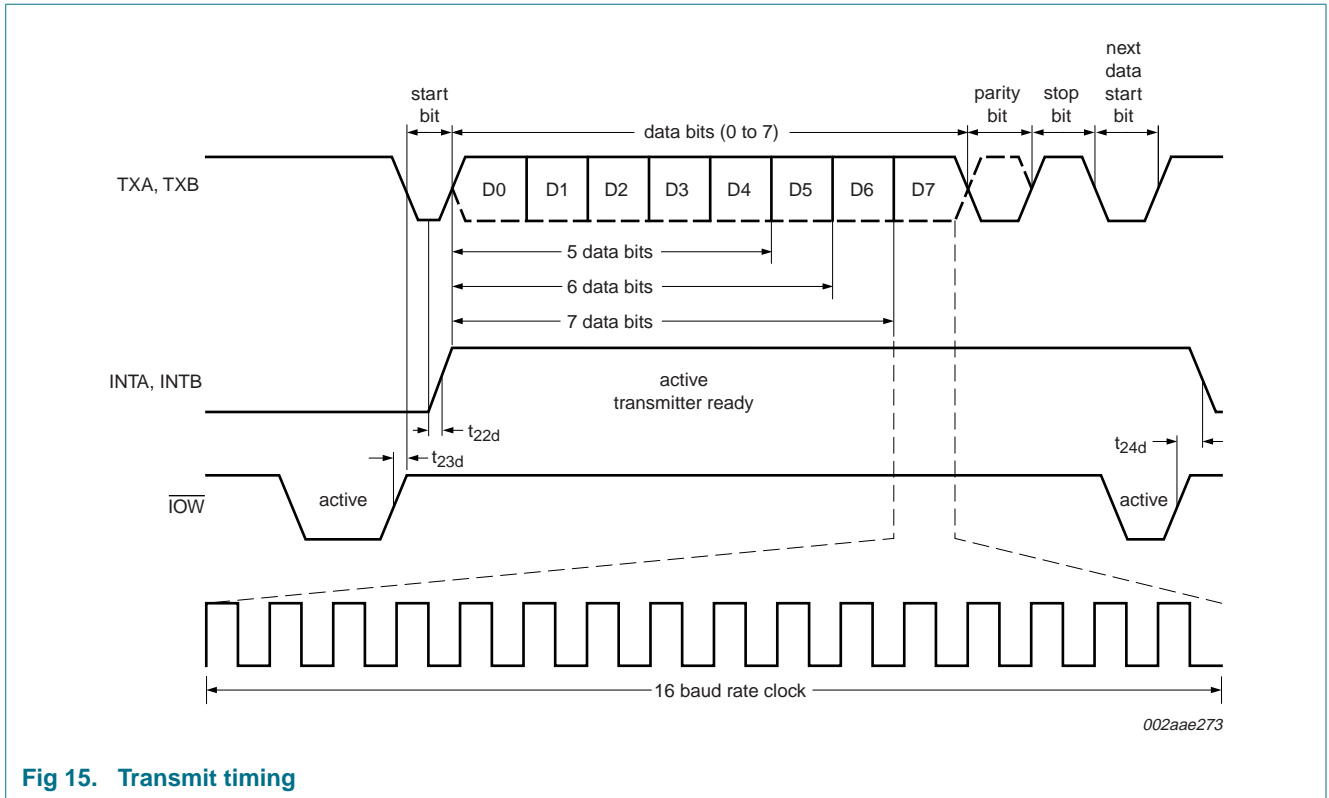 start
bit
data bits (0 to 7)
parity
bit
stop
bit
next
data
start
bit
TXA, TXB
D0 D1 D2 D3 D4 D5 D6 D7
5 data bits
6 data bits
7 data bits
INTA, INTB
active
transmitter ready
t22d
t23d
t24d
IOW
active
active
16 baud rate clock
002aae273
Fig 15. Transmit timing